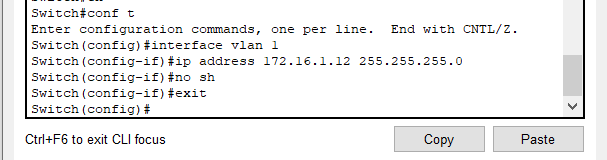 Switch#conf t
Enter configuration commands, one per line.  End with CNTL/Z.
Switch(config)#interface vlan 1
Switch(config-if)#ip address 172.16.1.12 255.255.255.0
Switch(config-if)#no sh
Switch(config-if)#exit
Switch(config)#
Ctrl+F6 to exit CLI focus
Copy
Paste